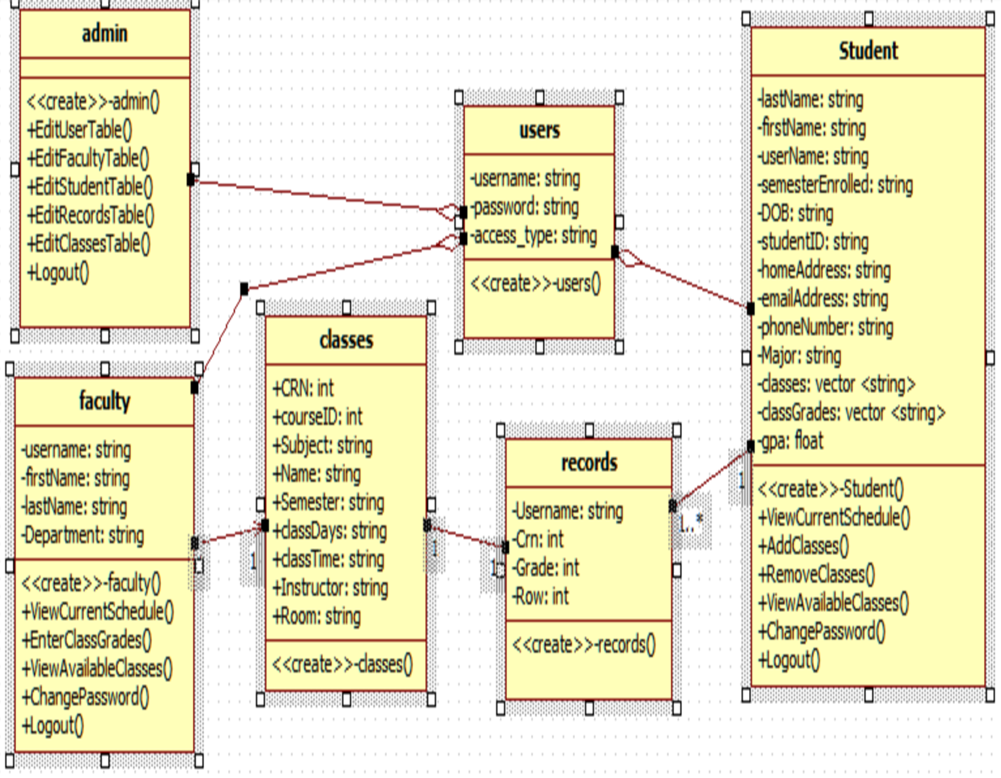 admin
<<create>>-admin()
+EditUserTable()
+EditFacultyTable()
+EditStudentTable()
+EditRecordsTable()
+EditClassesTable()
+Logout()
users
-username: string
-password: string
-access_type: string
<<create>>-users()
Student
-lastName: string
-firstName: string
-userName: string
-semesterEnrolled: string
-DOB: string
-studentID: string
-homeAddress: string
-emailAddress: string
-phoneNumber: string
-Major: string
-classes: vector <string>
-classGrades: vector <string>
-gpa: float
<<create>>-Student()
+ViewCurrentSchedule()
+AddClasses()
+RemoveClasses()
+ViewAvailableClasses()
+ChangePassword()
+Logout()
faculty
-username: string
-firstName: string
-lastName: string
-Department: string
<<create>>-faculty()
+ViewCurrentSchedule()
+EnterClassGrades()
+ViewAvailableClasses()
+ChangePassword()
+Logout()
1
1
classes
+CRN: int
+courseID: int
+Subject: string
+Name: string
+Semester: string
+classDays: string
+classTime: string
+Instructor: string
+Room: string
<<create>>-classes()
1
1
records
-Username: string
-Crn: int
-Grade: int
-Row: int
<<create>>-records()
1..*
1